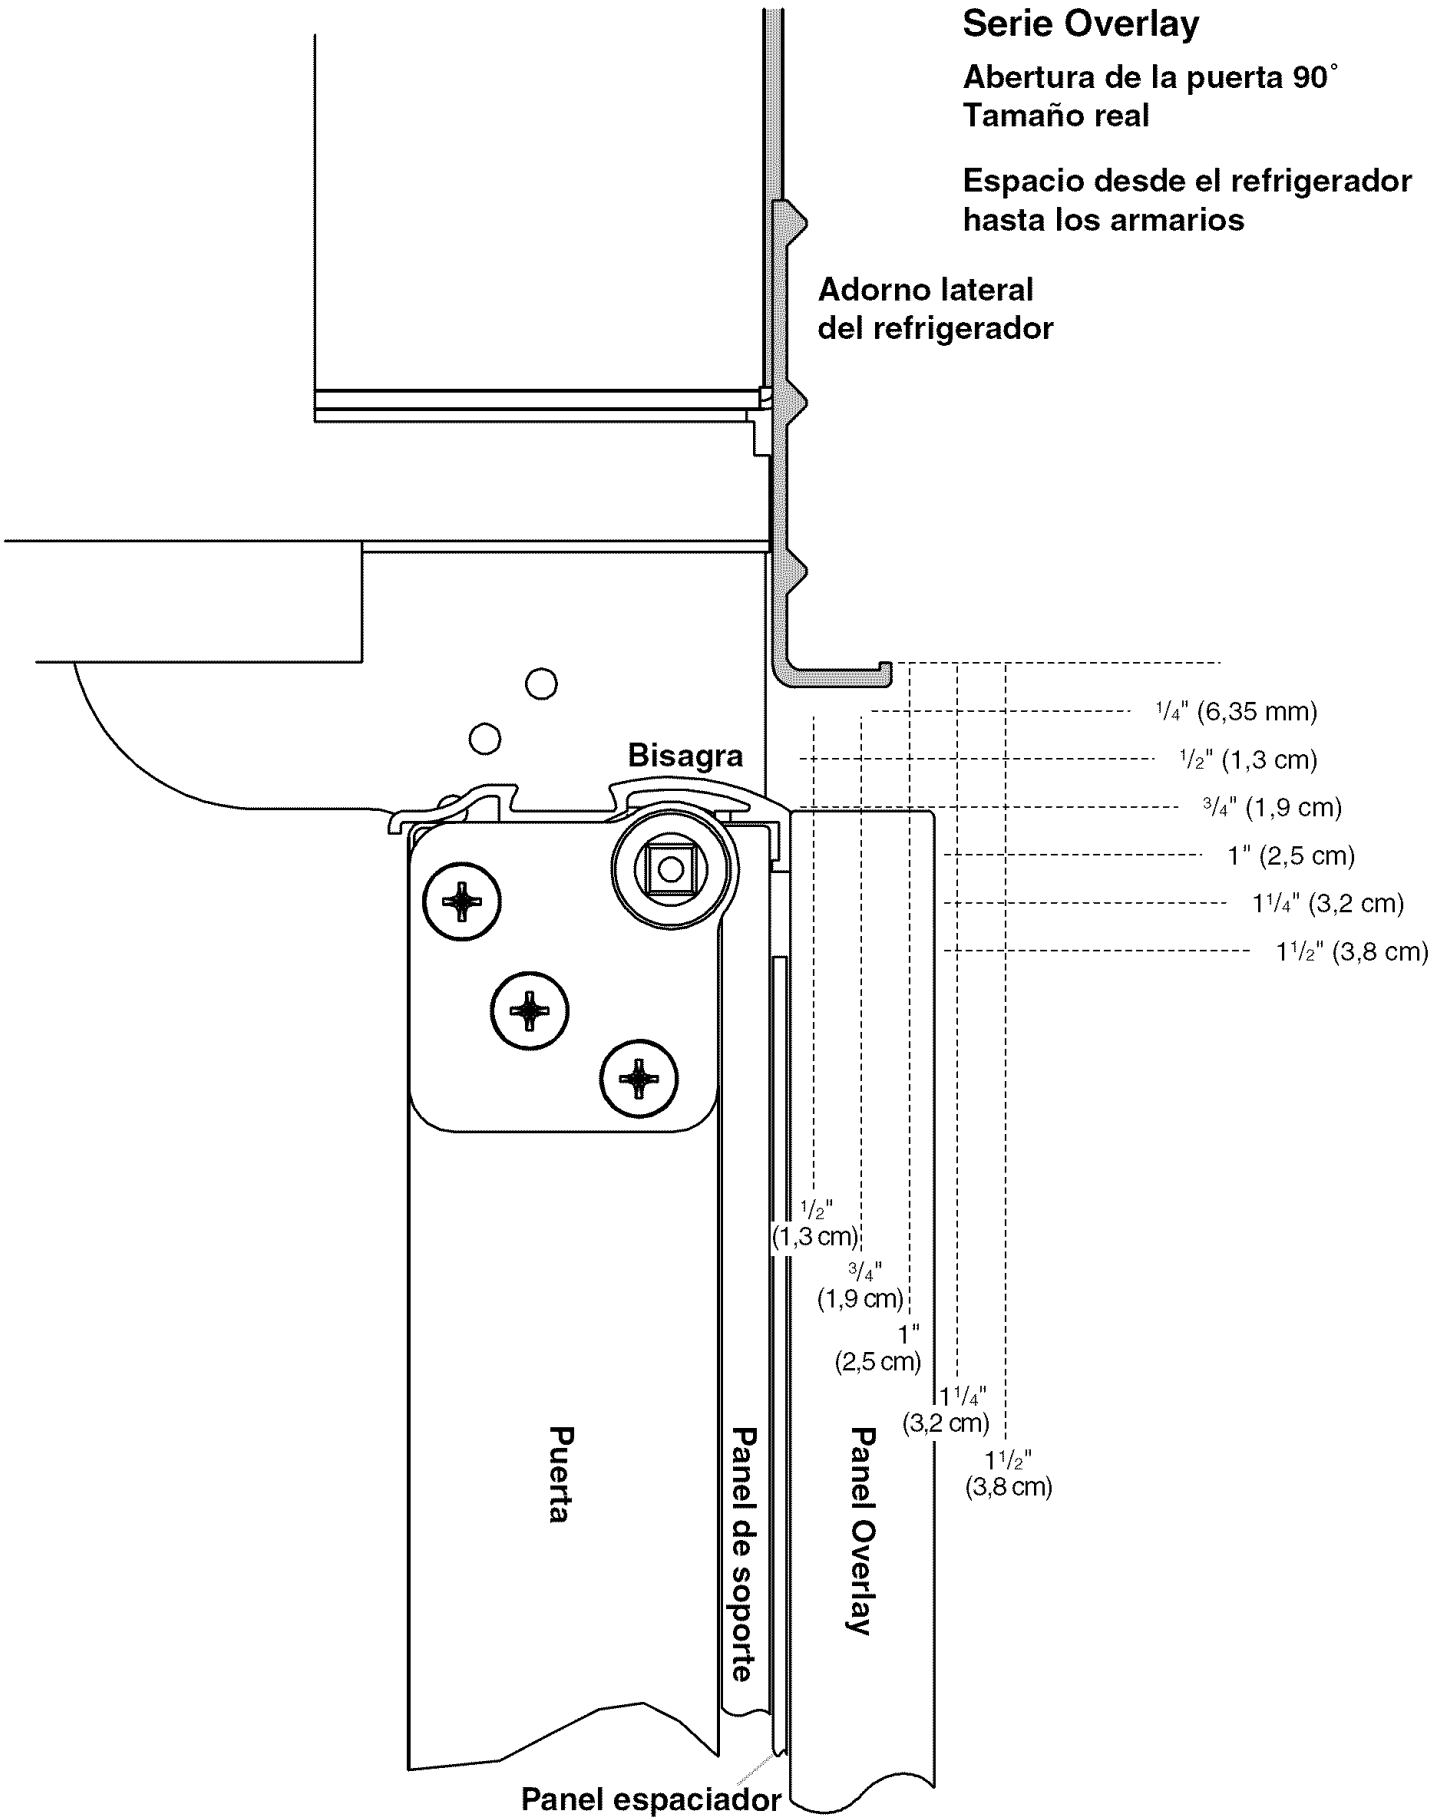 Serie Overlay
Abertura de la puerta 90°
Tamaño real
Espacio desde el refrigerador
hasta los armarios
Adorno lateral
del refrigerador
1/4" (6,35 mm)
Bisagra
1/2" (1,3 cm)
3/4" (1,9 cm)
1" (2,5 cm)
1 1/4" (3,2 cm)
1 1/2" (3,8 cm)
1/2"
(1,3 cm)
3/4"
(1,9 cm)
1"
(2,5 cm)
1 1/4"
(3,2 cm)
1 1/2"
(3,8 cm)
Puerta
Panel de soporte
Panel Overlay
Panel espaciador